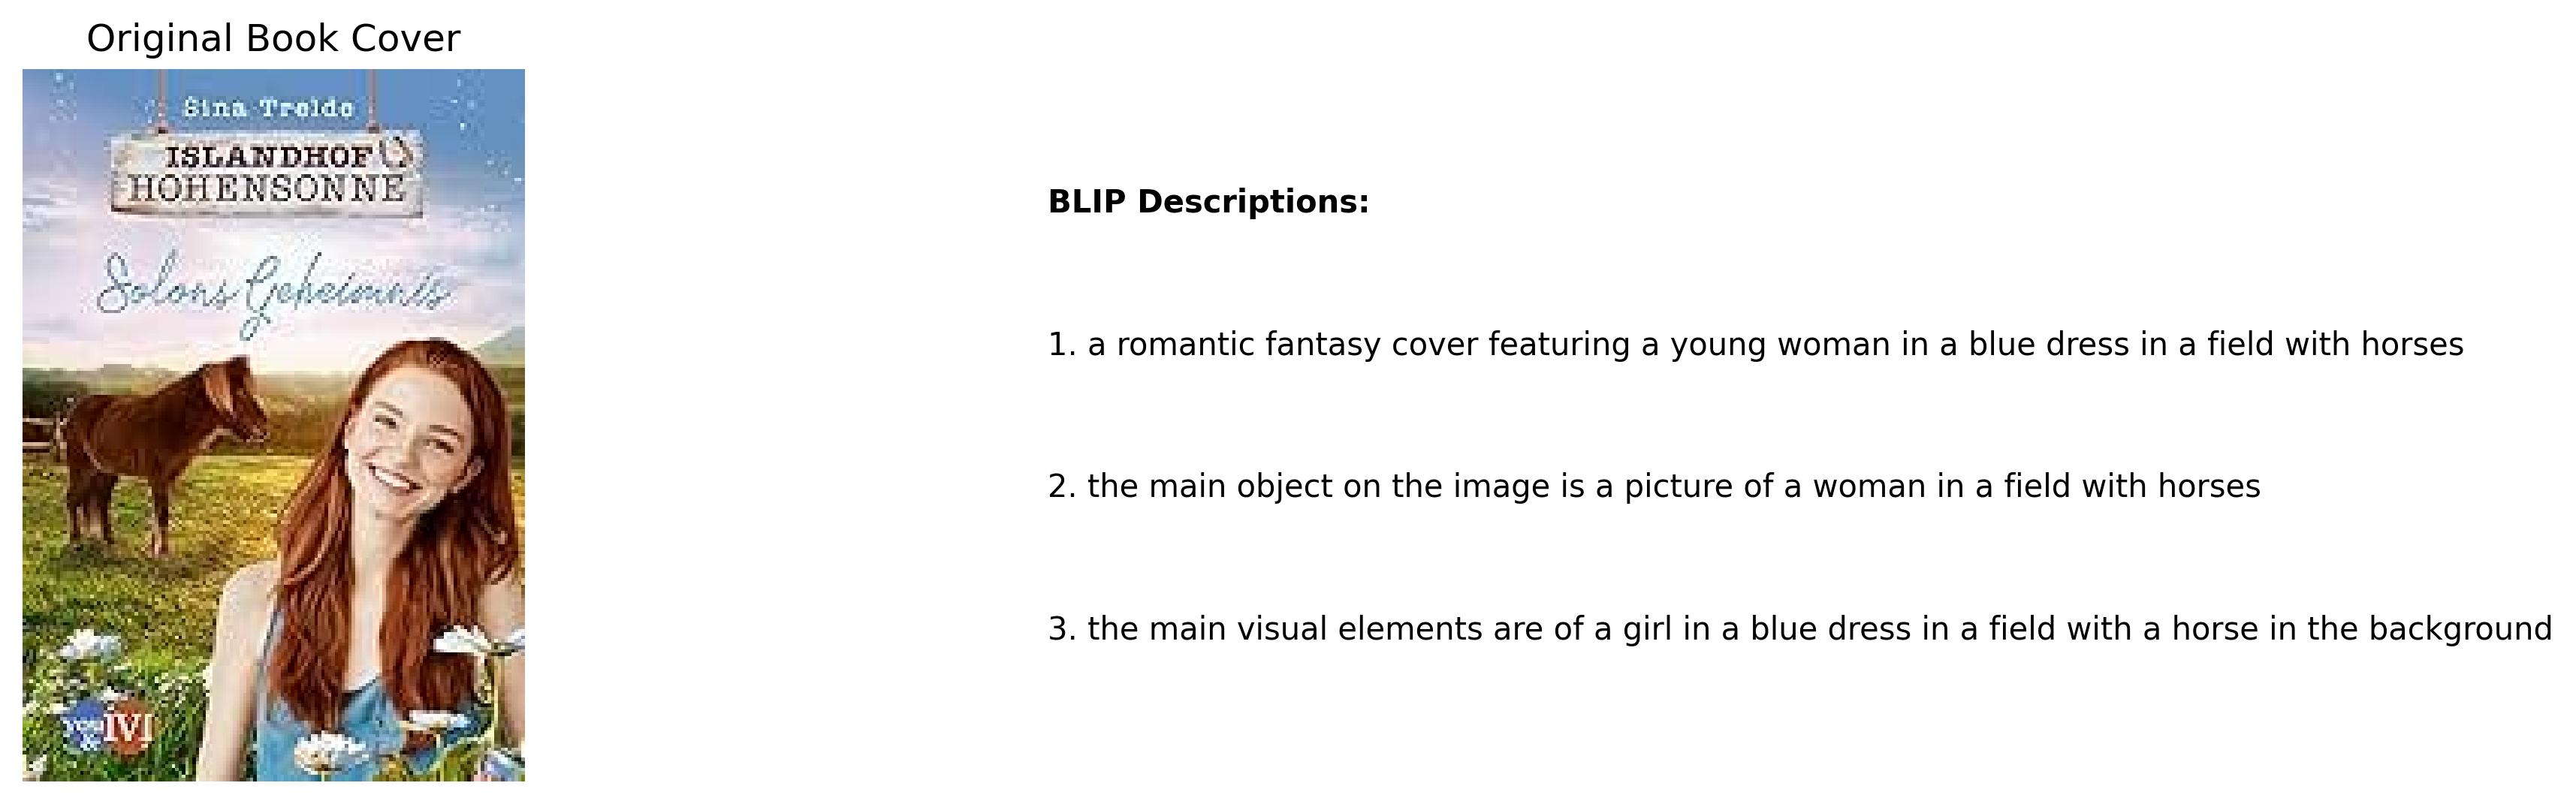 Original Book Cover
Sina Trelde
ISLANDHOF
HOHENSONNE
Solons Geheimnis
you
&
IVI
BLIP Descriptions:
1. a romantic fantasy cover featuring a young woman in a blue dress in a field with horses
2. the main object on the image is a picture of a woman in a field with horses
3. the main visual elements are of a girl in a blue dress in a field with a horse in the background